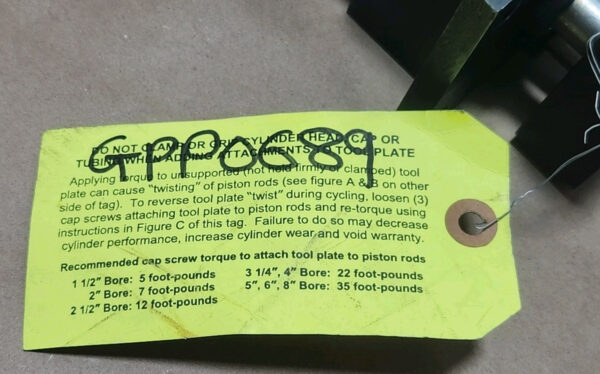 GPP0689
DO NOT CLAMP OR GRIP CYLINDER HEAD, CAP OR
TUBING WHEN ADDING ATTACHMENTS TO TOOL PLATE
Applying torque to unsupported (not held firmly or clamped) tool
plate can cause "twisting" of piston rods (see figure A & B on other
side of tag). To reverse tool plate "twist" during cycling, loosen (3)
cap screws attaching tool plate to piston rods and re-torque using
instructions in Figure C of this tag. Failure to do so may decrease
cylinder performance, increase cylinder wear and void warranty.
Recommended cap screw torque to attach tool plate to piston rods
1 1/2" Bore: 5 foot-pounds 3 1/4", 4" Bore: 22 foot-pounds
2" Bore: 7 foot-pounds 5", 6", 8" Bore: 35 foot-pounds
2 1/2" Bore: 12 foot-pounds